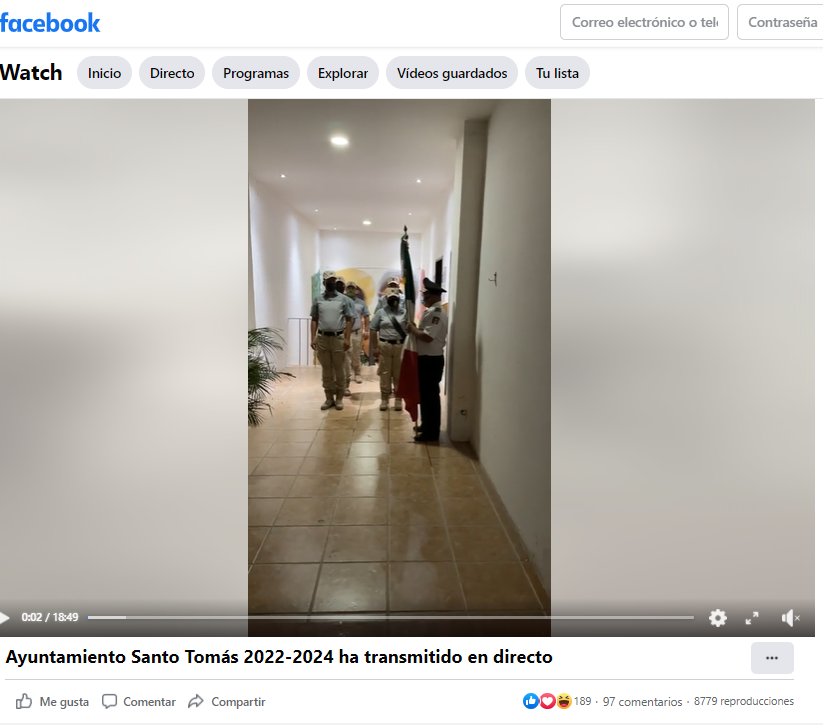 facebook
Correo electrónico o tel
Contraseña
Watch
Inicio
Directo
Programas
Explorar
Vídeos guardados
Tu lista
0:02 / 18:49
Ayuntamiento Santo Tomás 2022-2024 ha transmitido en directo
Me gusta
Comentar
Compartir
189 · 97 comentarios · 8779 reproducciones